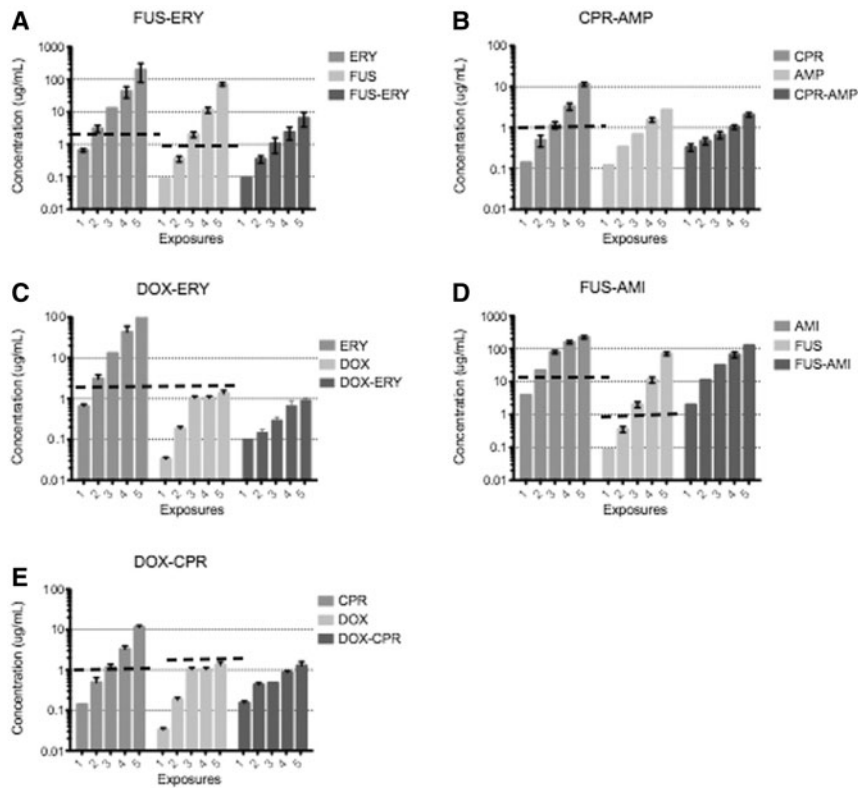 A
FUS-ERY
Concentration (ug/mL)
1000
100
10
1
0.1
0.01
1 2 3 4 5 1 2 3 4 5 1 2 3 4 5
Exposures
ERY
FUS
FUS-ERY
B
CPR-AMP
Concentration (ug/mL)
100
10
1
0.1
0.01
1 2 3 4 5 1 2 3 4 5 1 2 3 4 5
Exposures
CPR
AMP
CPR-AMP
C
DOX-ERY
Concentration (ug/mL)
100
10
1
0.1
0.01
1 2 3 4 5 1 2 3 4 5 1 2 3 4 5
Exposures
ERY
DOX
DOX-ERY
D
FUS-AMI
Concentration (ug/mL)
1000
100
10
1
0.1
0.01
1 2 3 4 5 1 2 3 4 5 1 2 3 4 5
Exposures
AMI
FUS
FUS-AMI
E
DOX-CPR
Concentration (ug/mL)
100
10
1
0.1
0.01
1 2 3 4 5 1 2 3 4 5 1 2 3 4 5
Exposures
CPR
DOX
DOX-CPR